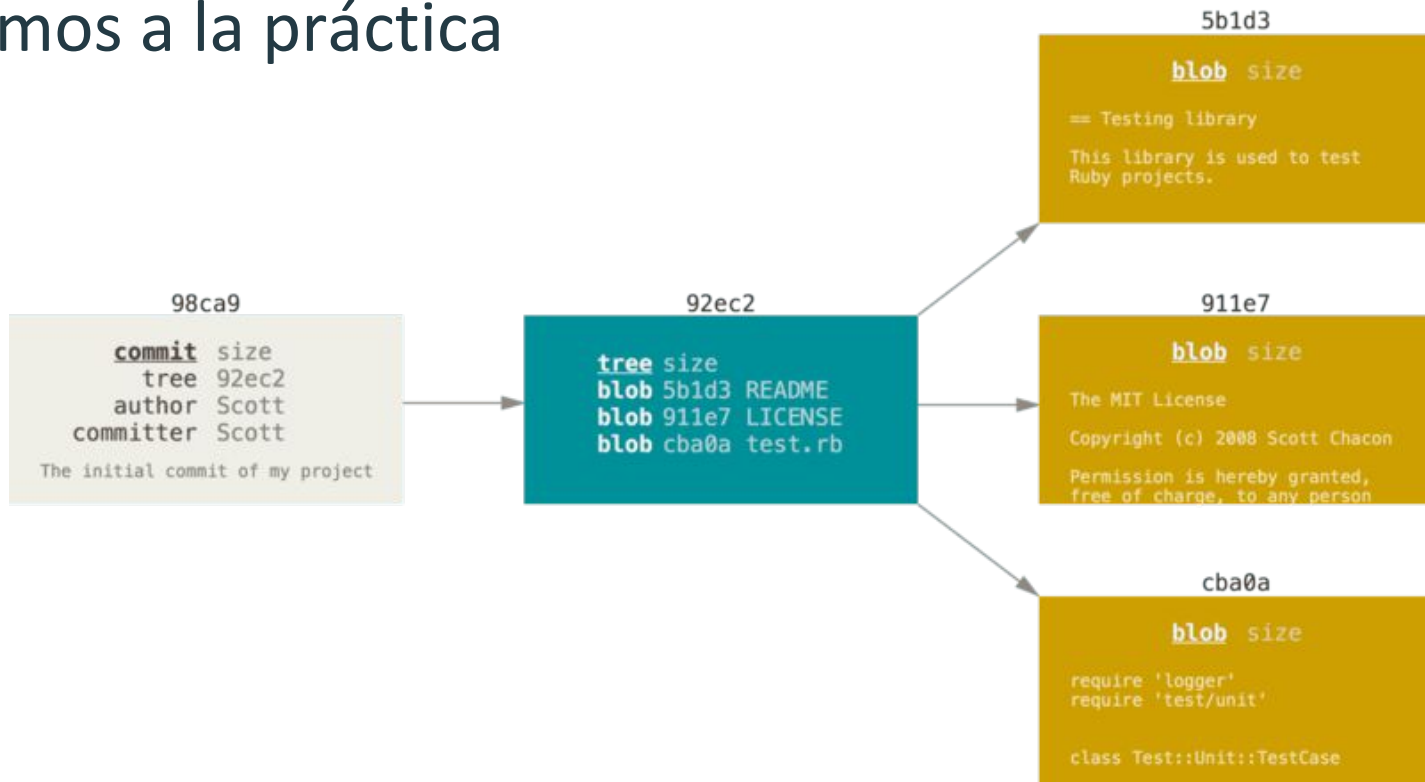 mos a la práctica
5b1d3
blob size
== Testing library
This library is used to test
Ruby projects.
98ca9
commit size
tree 92ec2
author Scott
committer Scott
The initial commit of my project
92ec2
tree size
blob 5b1d3 README
blob 911e7 LICENSE
blob cba0a test.rb
911e7
blob size
The MIT License
Copyright (c) 2008 Scott Chacon
Permission is hereby granted,
free of charge, to any person
cba0a
blob size
require 'logger'
require 'test/unit'
class Test::Unit::TestCase